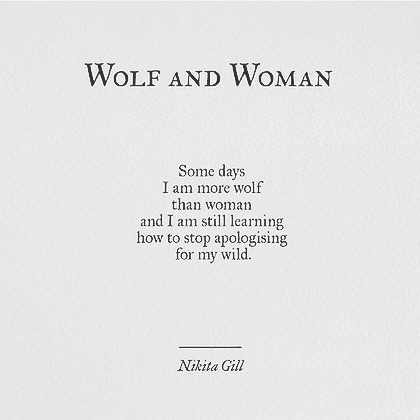 Wolf and Woman
Some days
I am more wolf
than woman
and I am still learning
how to stop apologising
for my wild.
Nikita Gill